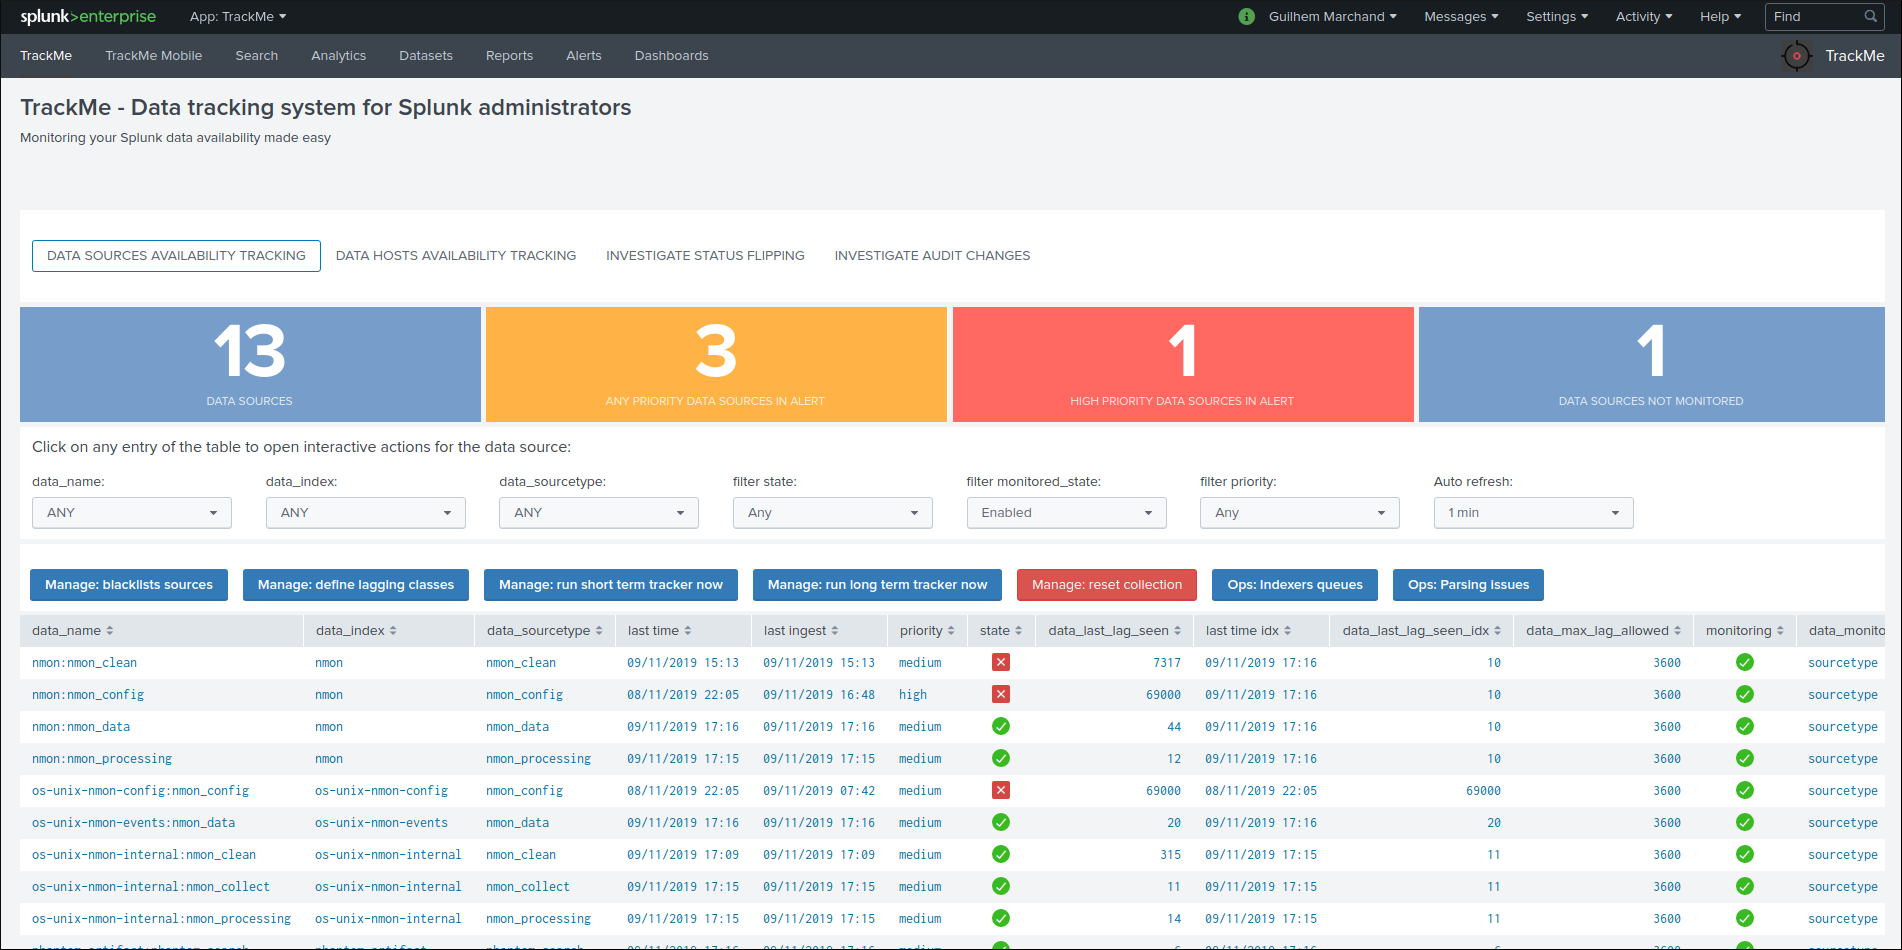 splunk>enterprise App: TrackMe i Guilhem Marchand Messages Settings Activity Help Find
TrackMe TrackMe Mobile Search Analytics Datasets Reports Alerts Dashboards TrackMe
TrackMe - Data tracking system for Splunk administrators
Monitoring your Splunk data availability made easy
DATA SOURCES AVAILABILITY TRACKING DATA HOSTS AVAILABILITY TRACKING INVESTIGATE STATUS FLIPPING INVESTIGATE AUDIT CHANGES
13 3 1 1
DATA SOURCES ANY PRIORITY DATA SOURCES IN ALERT HIGH PRIORITY DATA SOURCES IN ALERT DATA SOURCES NOT MONITORED
Click on any entry of the table to open interactive actions for the data source:
data_name: data_index: data_sourcetype: filter state: filter monitored_state: filter priority: Auto refresh:
ANY ANY ANY Any Enabled Any 1 min
Manage: blacklists sources Manage: define lagging classes Manage: run short term tracker now Manage: run long term tracker now Manage: reset collection Ops: Indexers queues Ops: Parsing issues
data_name data_index data_sourcetype last time last ingest priority state data_last_lag_seen last time idx data_last_lag_seen_idx data_max_lag_allowed monitoring data_monito
nmon:nmon_clean nmon nmon_clean 09/11/2019 15:13 09/11/2019 15:13 medium 7317 09/11/2019 17:16 10 3600 sourcetype
nmon:nmon_config nmon nmon_config 08/11/2019 22:05 09/11/2019 16:48 high 69000 09/11/2019 17:16 10 3600 sourcetype
nmon:nmon_data nmon nmon_data 09/11/2019 17:16 09/11/2019 17:16 medium 44 09/11/2019 17:16 10 3600 sourcetype
nmon:nmon_processing nmon nmon_processing 09/11/2019 17:15 09/11/2019 17:15 medium 12 09/11/2019 17:15 10 3600 sourcetype
os-unix-nmon-config:nmon_config os-unix-nmon-config nmon_config 08/11/2019 22:05 09/11/2019 07:42 medium 69000 08/11/2019 22:05 69000 3600 sourcetype
os-unix-nmon-events:nmon_data os-unix-nmon-events nmon_data 09/11/2019 17:16 09/11/2019 17:16 medium 20 09/11/2019 17:16 20 3600 sourcetype
os-unix-nmon-internal:nmon_clean os-unix-nmon-internal nmon_clean 09/11/2019 17:09 09/11/2019 17:09 medium 315 09/11/2019 17:15 11 3600 sourcetype
os-unix-nmon-internal:nmon_collect os-unix-nmon-internal nmon_collect 09/11/2019 17:15 09/11/2019 17:15 medium 11 09/11/2019 17:15 11 3600 sourcetype
os-unix-nmon-internal:nmon_processing os-unix-nmon-internal nmon_processing 09/11/2019 17:15 09/11/2019 17:15 medium 14 09/11/2019 17:15 11 3600 sourcetype